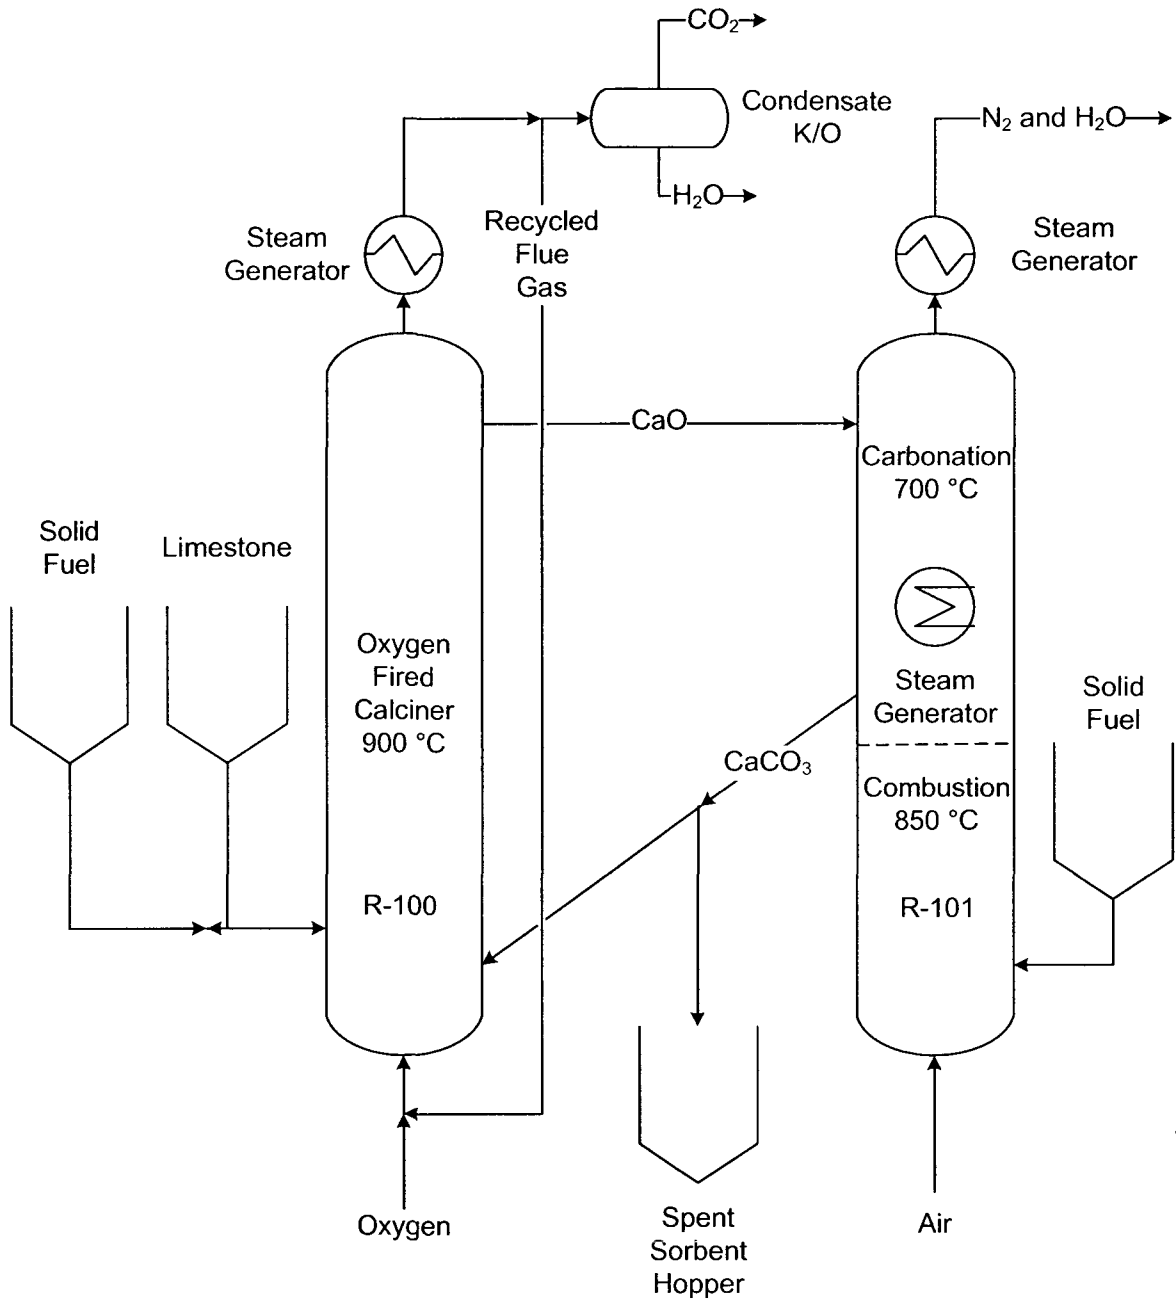 CO₂
Condensate
K/O
H₂O
N₂ and H₂O
Steam
Generator
Recycled
Flue
Gas
Steam
Generator
CaO
Carbonation
700 °C
Solid
Fuel
Limestone
Oxygen
Fired
Calciner
900 °C
Steam
Generator
Solid
Fuel
CaCO₃
Combustion
850 °C
R-100
R-101
Oxygen
Spent
Sorbent
Hopper
Air